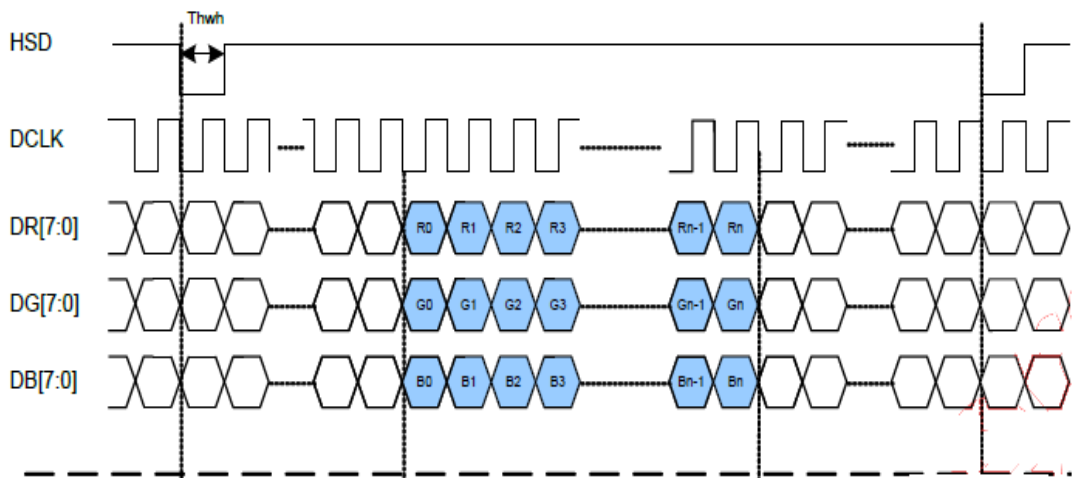 Thwh
HSD
DCLK
DR[7:0] R0 R1 R2 R3 Rn-1 Rn
DG[7:0] G0 G1 G2 G3 Gn-1 Gn
DB[7:0] B0 B1 B2 B3 Bn-1 Bn